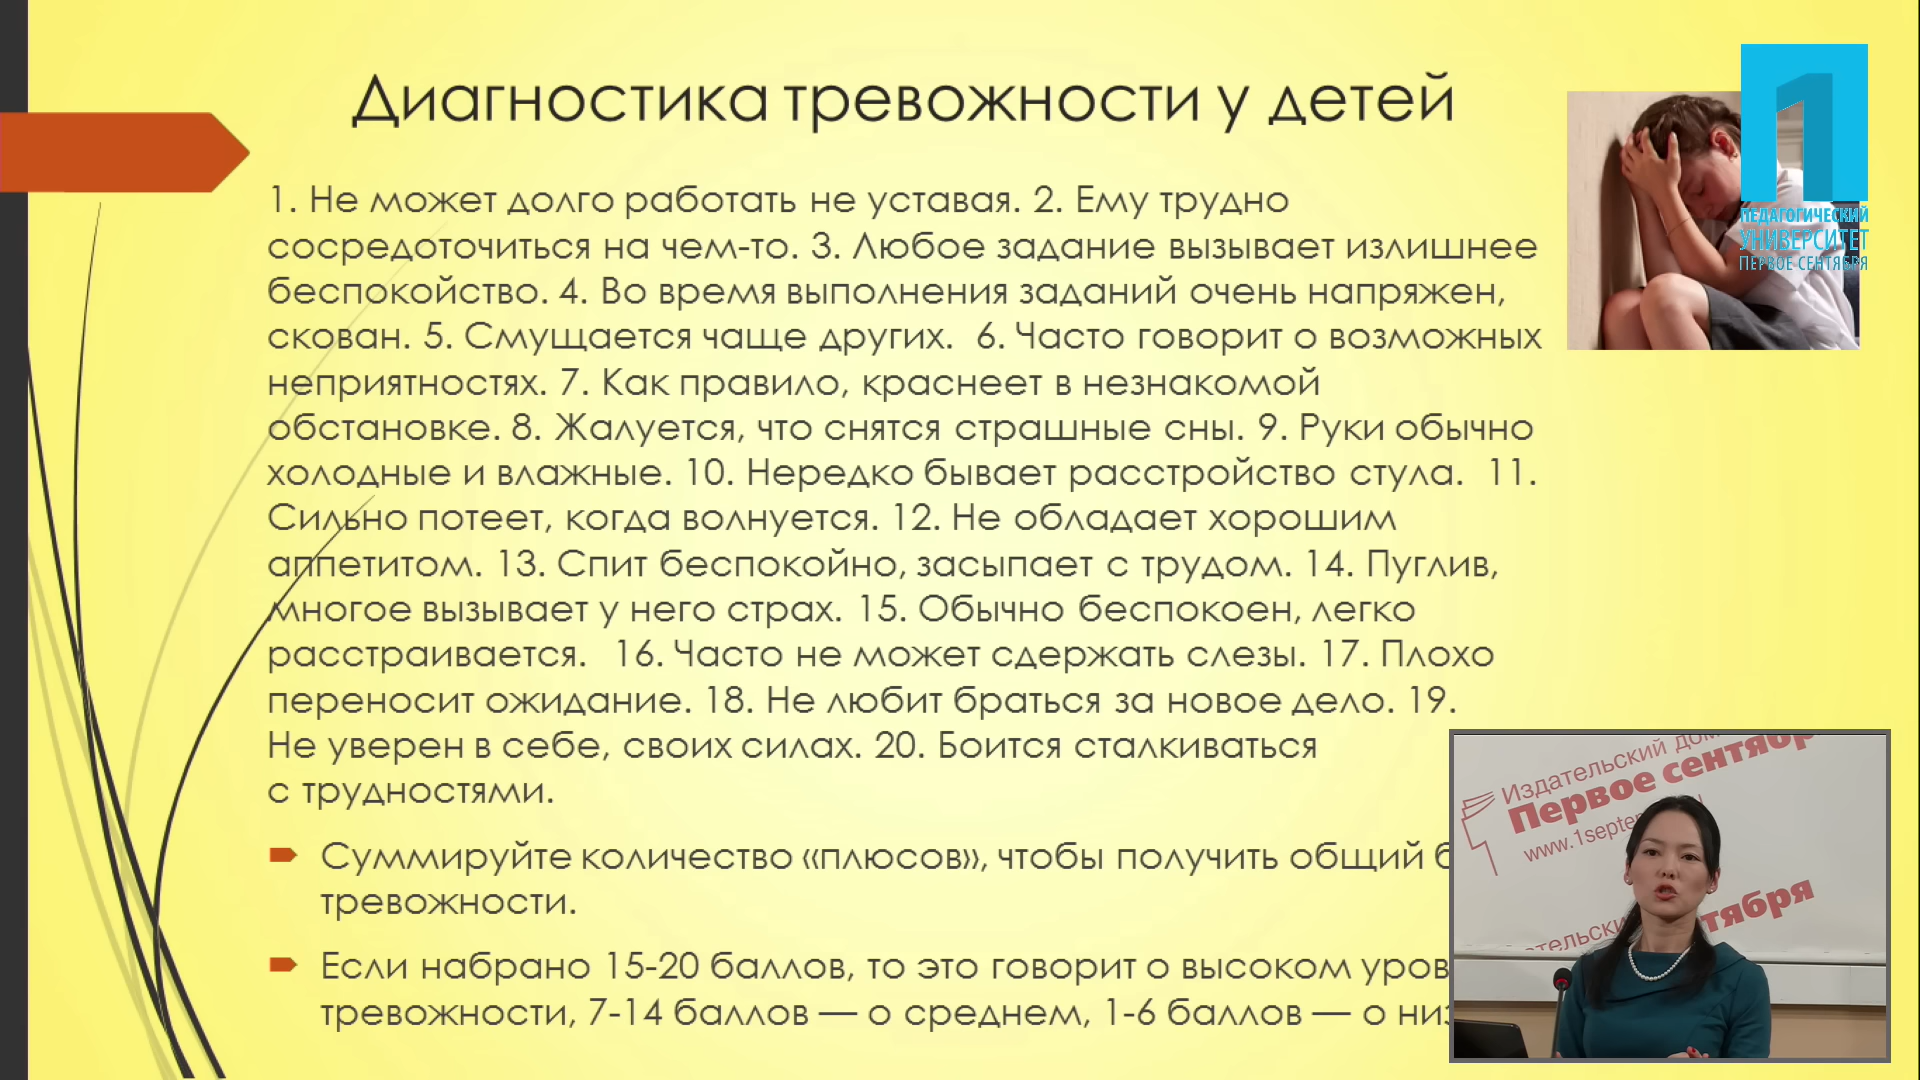 Диагностика тревожности у детей
1. Не может долго работать не уставая. 2. Ему трудно
сосредоточиться на чем-то. 3. Любое задание вызывает излишнее
беспокойство. 4. Во время выполнения заданий очень напряжен,
скован. 5. Смущается чаще других. 6. Часто говорит о возможных
неприятностях. 7. Как правило, краснеет в незнакомой
обстановке. 8. Жалуется, что снятся страшные сны. 9. Руки обычно
холодные и влажные. 10. Нередко бывает расстройство стула. 11.
Сильно потеет, когда волнуется. 12. Не обладает хорошим
аппетитом. 13. Спит беспокойно, засыпает с трудом. 14. Пуглив,
многое вызывает у него страх. 15. Обычно беспокоен, легко
расстраивается. 16. Часто не может сдержать слезы. 17. Плохо
переносит ожидание. 18. Не любит браться за новое дело. 19.
Не уверен в себе, своих силах. 20. Боится сталкиваться
с трудностями.
Суммируйте количество «плюсов», чтобы получить общий
тревожности.
Если набрано 15-20 баллов, то это говорит о высоком
тревожности, 7-14 баллов — о среднем, 1-6 баллов — о
ПЕДАГОГИЧЕСКИЙ
УНИВЕРСИТЕТ
ПЕРВОЕ СЕНТЯБРЯ
Издательский дом
Первое сентября
www.1septe